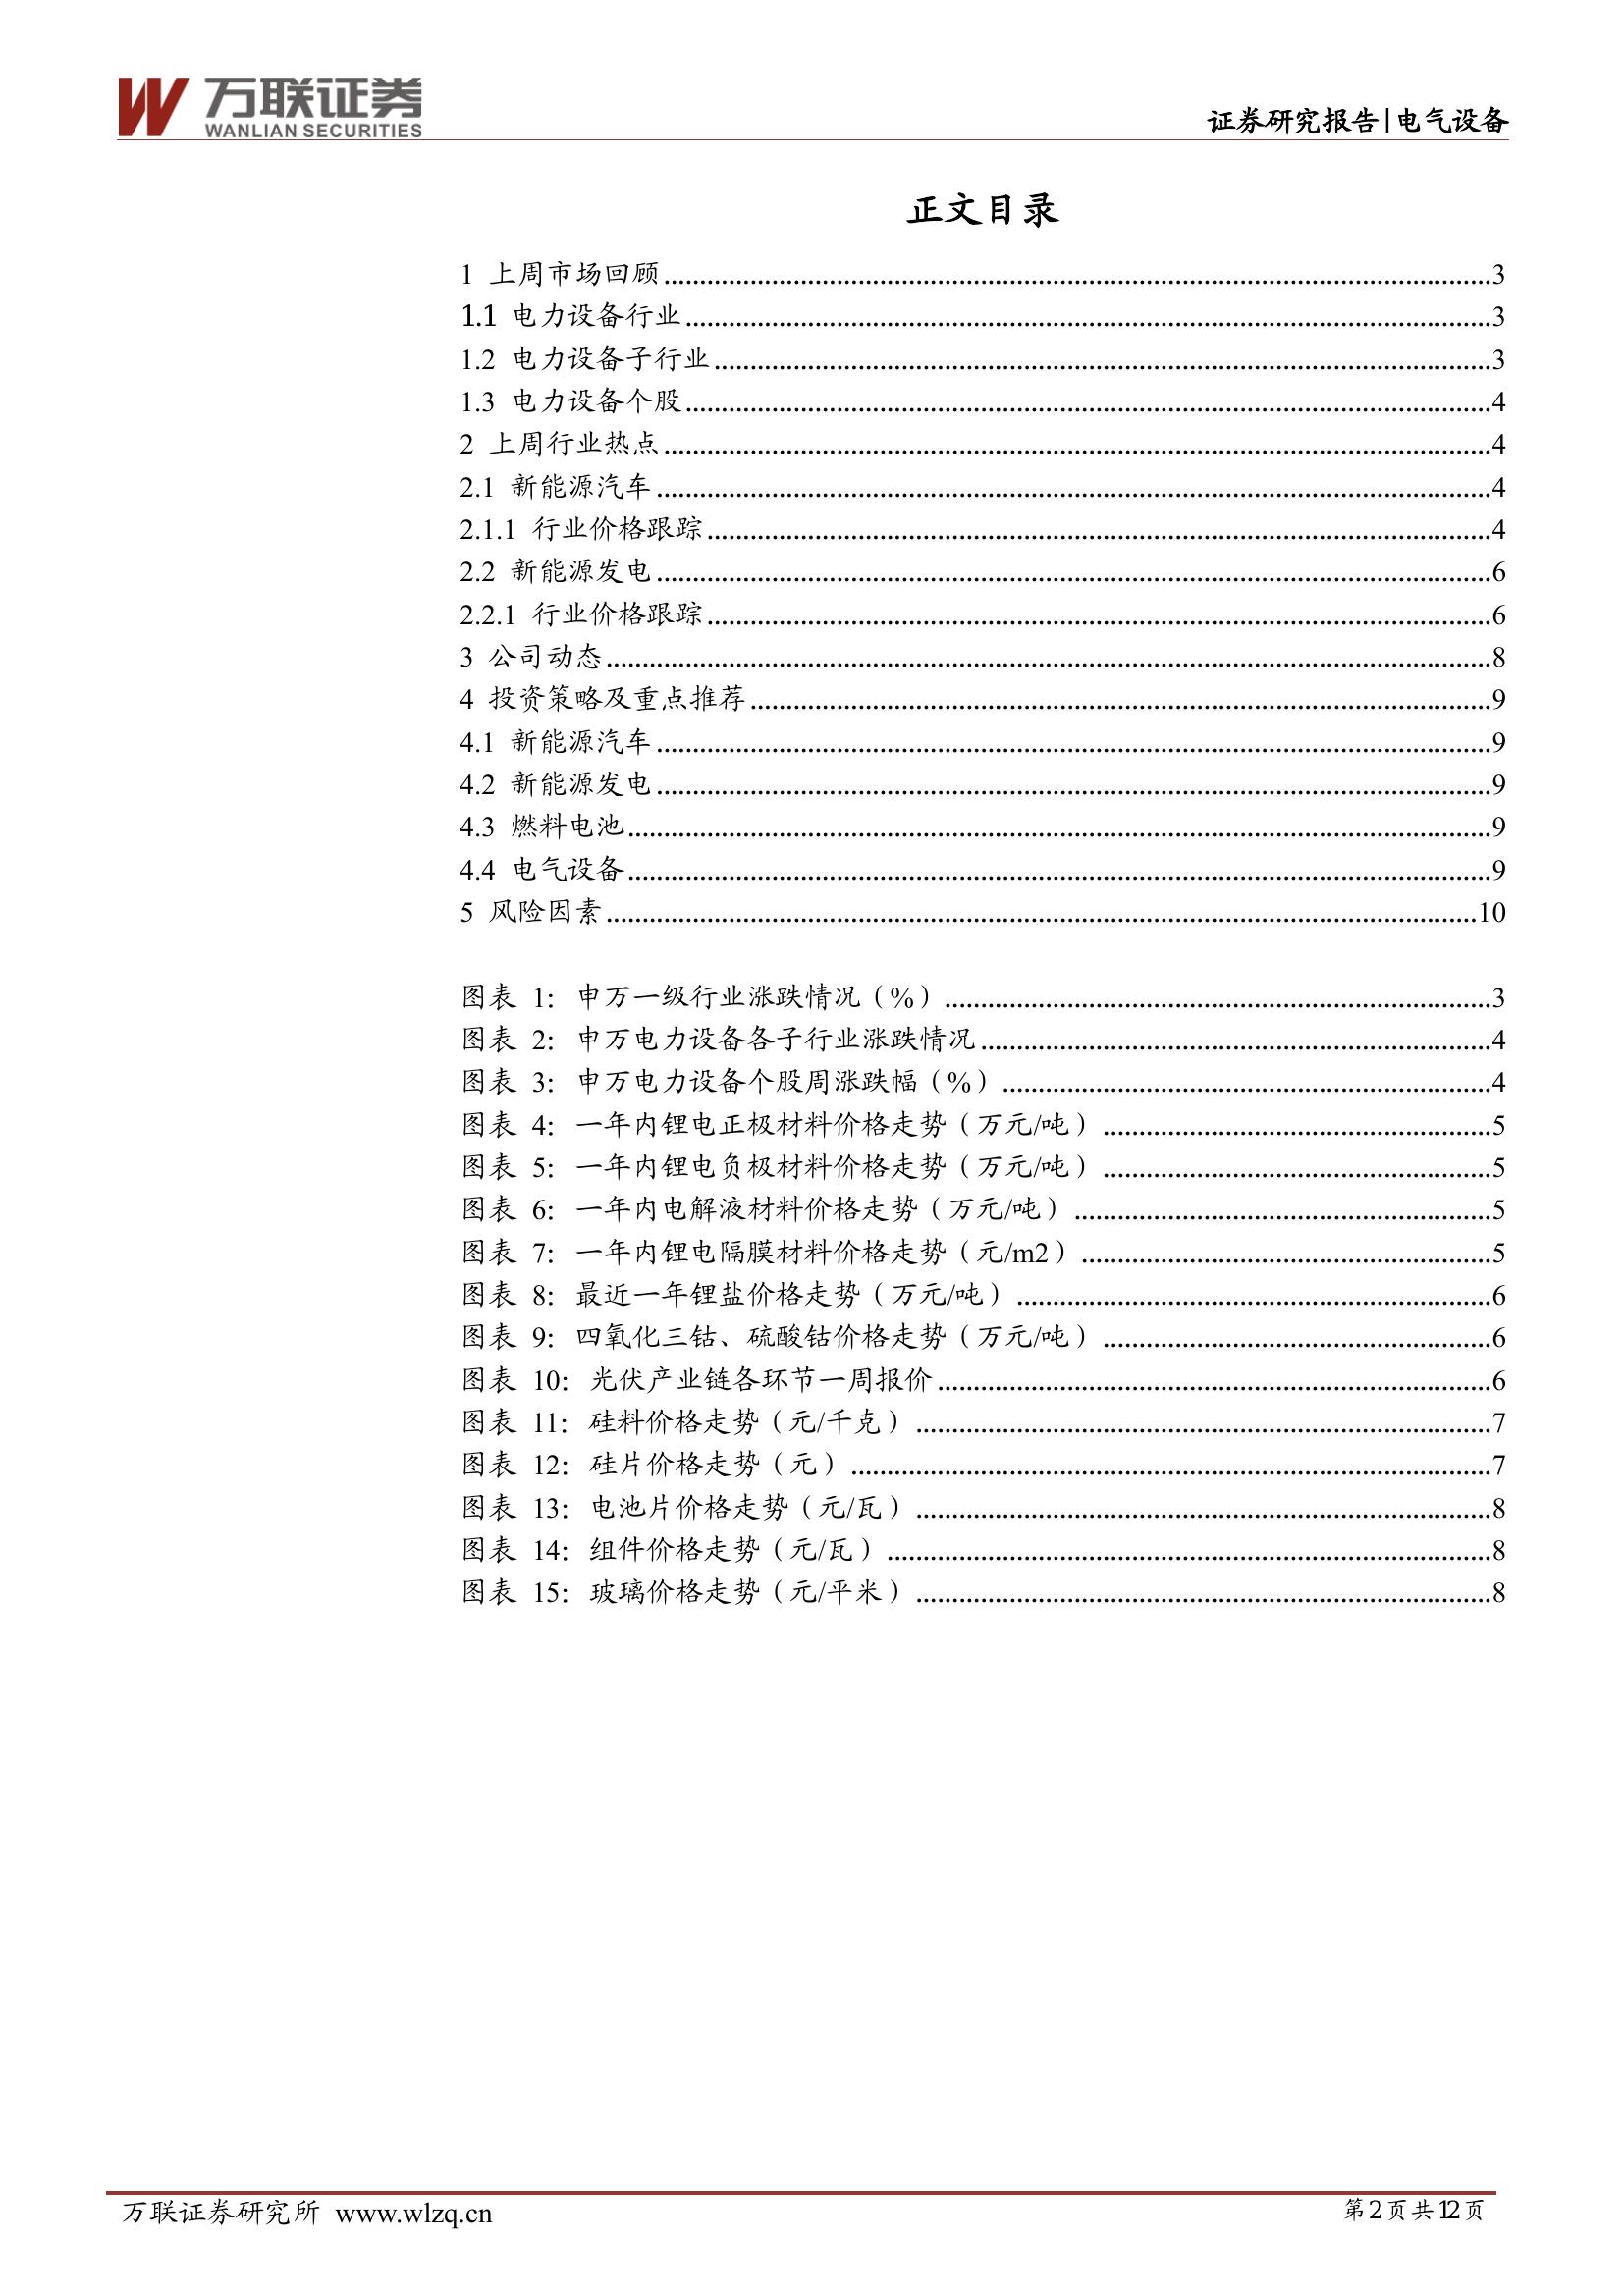 万联证券
WANLIAN SECURITIES
证券研究报告|电气设备
正文目录
1 上周市场回顾 3
1.1 电力设备行业 3
1.2 电力设备子行业 3
1.3 电力设备个股 4
2 上周行业热点 4
2.1 新能源汽车 4
2.1.1 行业价格跟踪 4
2.2 新能源发电 6
2.2.1 行业价格跟踪 6
3 公司动态 8
4 投资策略及重点推荐 9
4.1 新能源汽车 9
4.2 新能源发电 9
4.3 燃料电池 9
4.4 电气设备 9
5 风险因素 10
图表 1: 申万一级行业涨跌情况（%） 3
图表 2: 申万电力设备各子行业涨跌情况 4
图表 3: 申万电力设备个股周涨跌幅（%） 4
图表 4: 一年内锂电正极材料价格走势（万元/吨） 5
图表 5: 一年内锂电负极材料价格走势（万元/吨） 5
图表 6: 一年内电解液材料价格走势（万元/吨） 5
图表 7: 一年内锂电隔膜材料价格走势（元/m2） 5
图表 8: 最近一年锂盐价格走势（万元/吨） 6
图表 9: 四氧化三钴、硫酸钴价格走势（万元/吨） 6
图表 10: 光伏产业链各环节一周报价 6
图表 11: 硅料价格走势（元/千克） 7
图表 12: 硅片价格走势（元） 7
图表 13: 电池片价格走势（元/瓦） 8
图表 14: 组件价格走势（元/瓦） 8
图表 15: 玻璃价格走势（元/平米） 8
万联证券研究所 www.wlzq.cn
第2页共12页